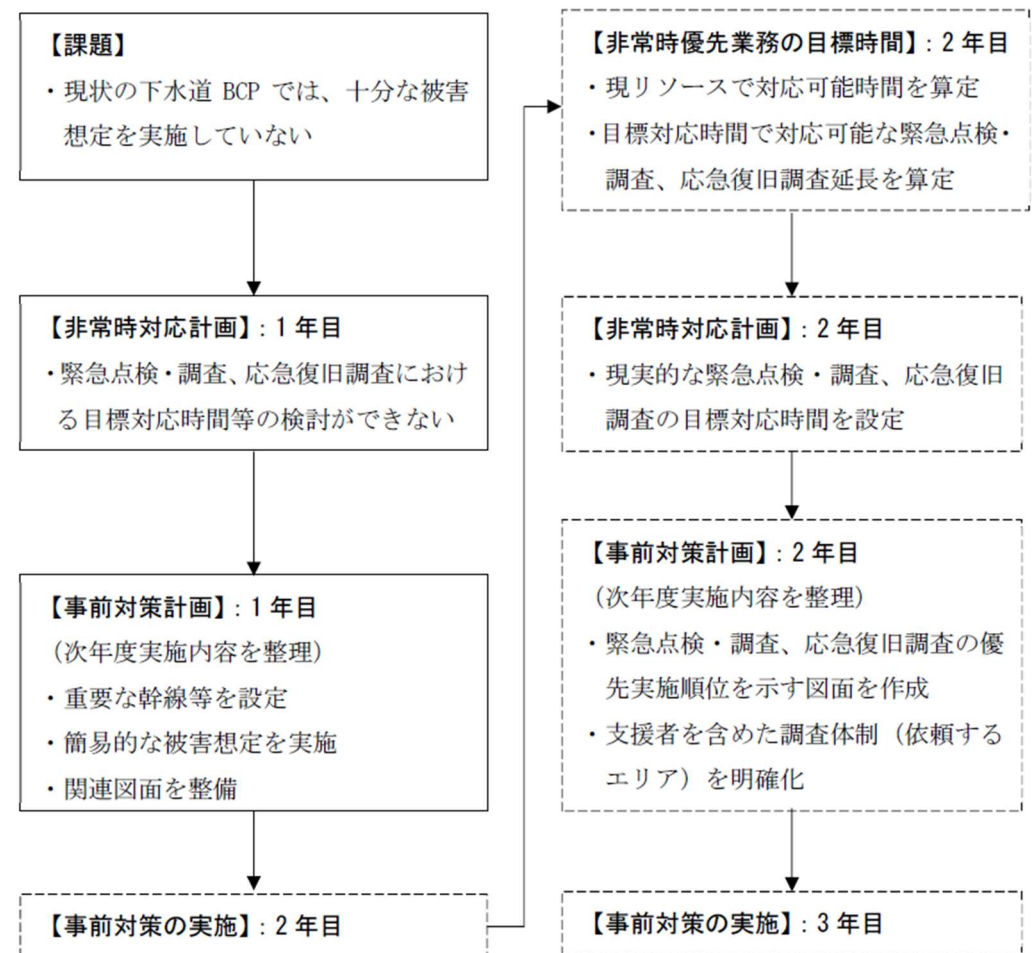 【課題】
・現状の下水道 BCP では、十分な被害
想定を実施していない
【非常時対応計画】: 1 年目
・緊急点検・調査、応急復旧調査におけ
る目標対応時間等の検討ができない
【事前対策計画】: 1 年目
(次年度実施内容を整理)
・重要な幹線等を設定
・簡易的な被害想定を実施
・関連図面を整備
【事前対策の実施】: 2 年目
【非常時優先業務の目標時間】: 2 年目
・現リソースで対応可能時間を算定
・目標対応時間で対応可能な緊急点検・
調査、応急復旧調査延長を算定
【非常時対応計画】: 2 年目
・現実的な緊急点検・調査、応急復旧
調査の目標対応時間を設定
【事前対策計画】: 2 年目
(次年度実施内容を整理)
・緊急点検・調査、応急復旧調査の優
先実施順位を示す図面を作成
・支援者を含めた調査体制（依頼する
エリア）を明確化
【事前対策の実施】: 3 年目